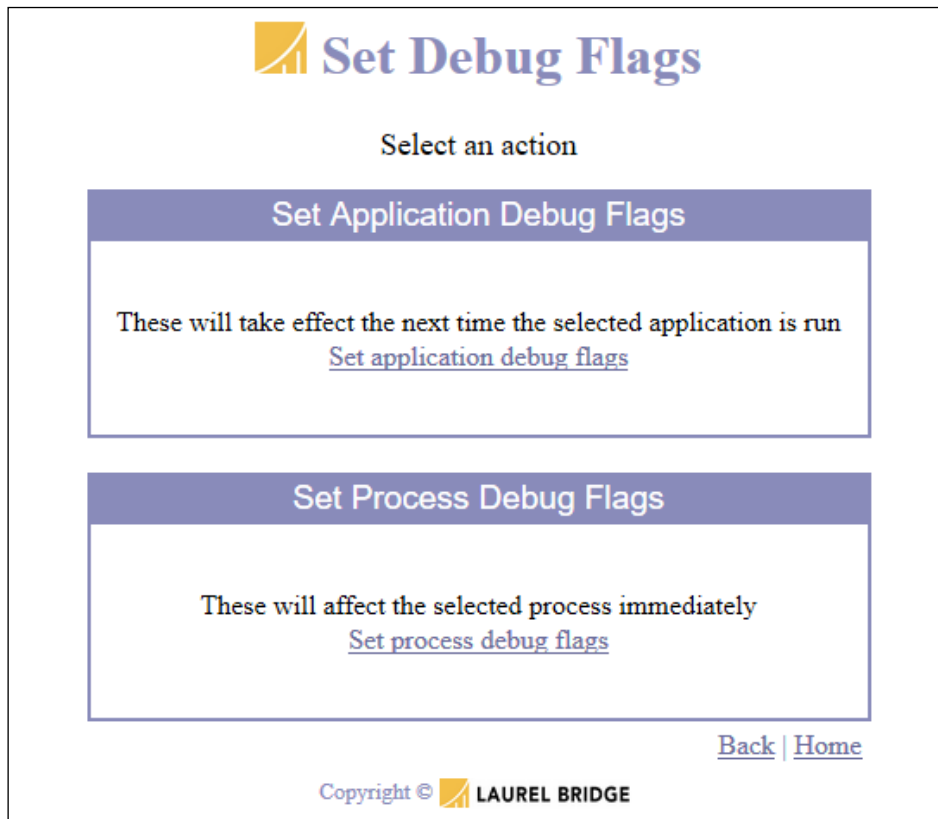 Set Debug Flags
Select an action
Set Application Debug Flags
These will take effect the next time the selected application is run
Set application debug flags
Set Process Debug Flags
These will affect the selected process immediately
Set process debug flags
Back | Home
Copyright © LAUREL BRIDGE